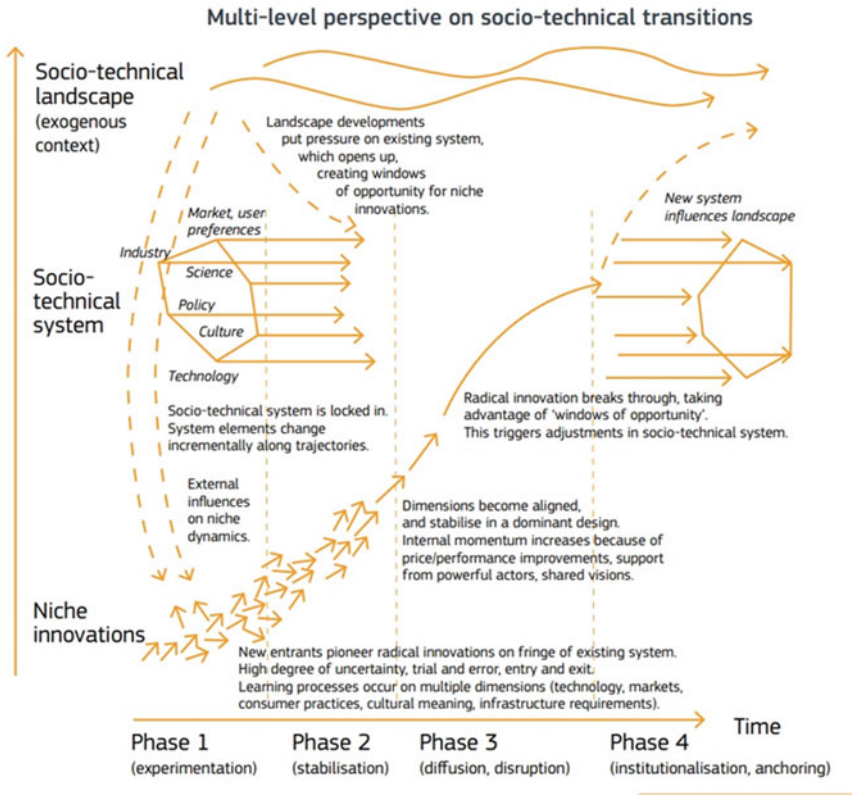 Multi-level perspective on socio-technical transitions
Socio-technical
landscape
(exogenous
context)
Landscape developments
put pressure on existing system,
which opens up,
creating windows
of opportunity for niche
innovations.
New system
influences landscape
Market, user
preferences
Industry
Science
Policy
Culture
Technology
Socio-
technical
system
Socio-technical system is locked in.
System elements change
incrementally along trajectories.
Radical innovation breaks through, taking
advantage of ‘windows of opportunity’.
This triggers adjustments in socio-technical system.
External
influences
on niche
dynamics.
Dimensions become aligned,
and stabilise in a dominant design.
Internal momentum increases because of
price/performance improvements, support
from powerful actors, shared visions.
Niche
innovations
New entrants pioneer radical innovations on fringe of existing system.
High degree of uncertainty, trial and error, entry and exit.
Learning processes occur on multiple dimensions (technology, markets,
consumer practices, cultural meaning, infrastructure requirements).
Time
Phase 1
(experimentation)
Phase 2
(stabilisation)
Phase 3
(diffusion, disruption)
Phase 4
(institutionalisation, anchoring)